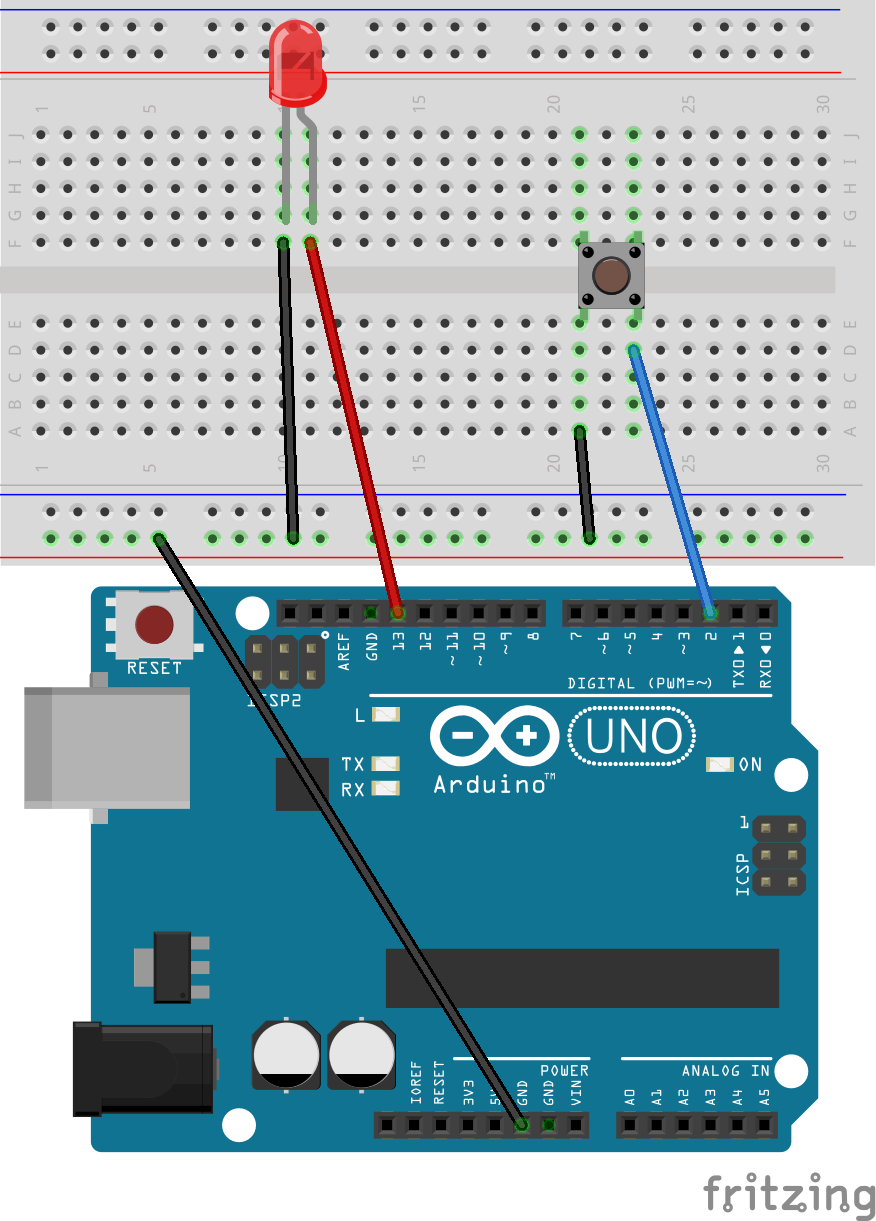 1 5 10 15 20 25 30
J J
I I
H H
G G
F F
E E
D D
C C
B B
A A
1 5 10 15 20 25 30
RESET
ICSP2
AREF
GND
13
12
~11
~10
~9
8
7
~6
~5
4
~3
2
TX0▶1
RX0◀0
DIGITAL (PWM=~)
L
TX
RX
UNO
Arduino™
ON
1
ICSP
IOREF
RESET
3V3
5V
GND
GND
VIN
POWER
ANALOG IN
A0
A1
A2
A3
A4
A5
fritzing